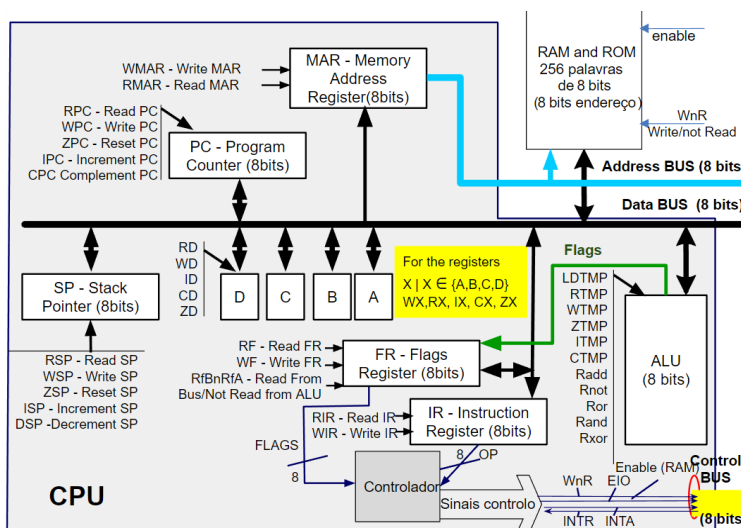 MAR - Memory
Address
Register(8bits)
WMAR - Write MAR
RMAR - Read MAR
RAM and ROM
256 palavras
de 8 bits
(8 bits endereço)
enable
WnR
Write/not Read
RPC - Read PC
WPC - Write PC
ZPC - Reset PC
IPC - Increment PC
CPC Complement PC
PC - Program
Counter (8bits)
Address BUS (8 bits
Data BUS (8 bits)
SP - Stack
Pointer (8bits)
RD
WD
ID
CD
ZD
D
C
B
A
For the registers
X | X ∈ {A,B,C,D}
WX,RX, IX, CX, ZX
Flags
LDTMP
RTMP
WTMP
ZTMP
ITMP
CTMP
Radd
Rnot
Ror
Rand
Rxor
ALU
(8 bits)
RSP - Read SP
WSP - Write SP
ZSP - Reset SP
ISP - Increment SP
DSP -Decrement SP
RF - Read FR
WF - Write FR
RfBnRfA - Read From
Bus/Not Read from ALU
FR - Flags
Register (8bits)
RIR - Read IR
WIR - Write IR
IR - Instruction
Register (8bits)
FLAGS
8
8
OP
Controlador
Sinais controlo
WnR
EIO
Enable (RAM)
INTR
INTA
Control
BUS
(8 bits)
CPU